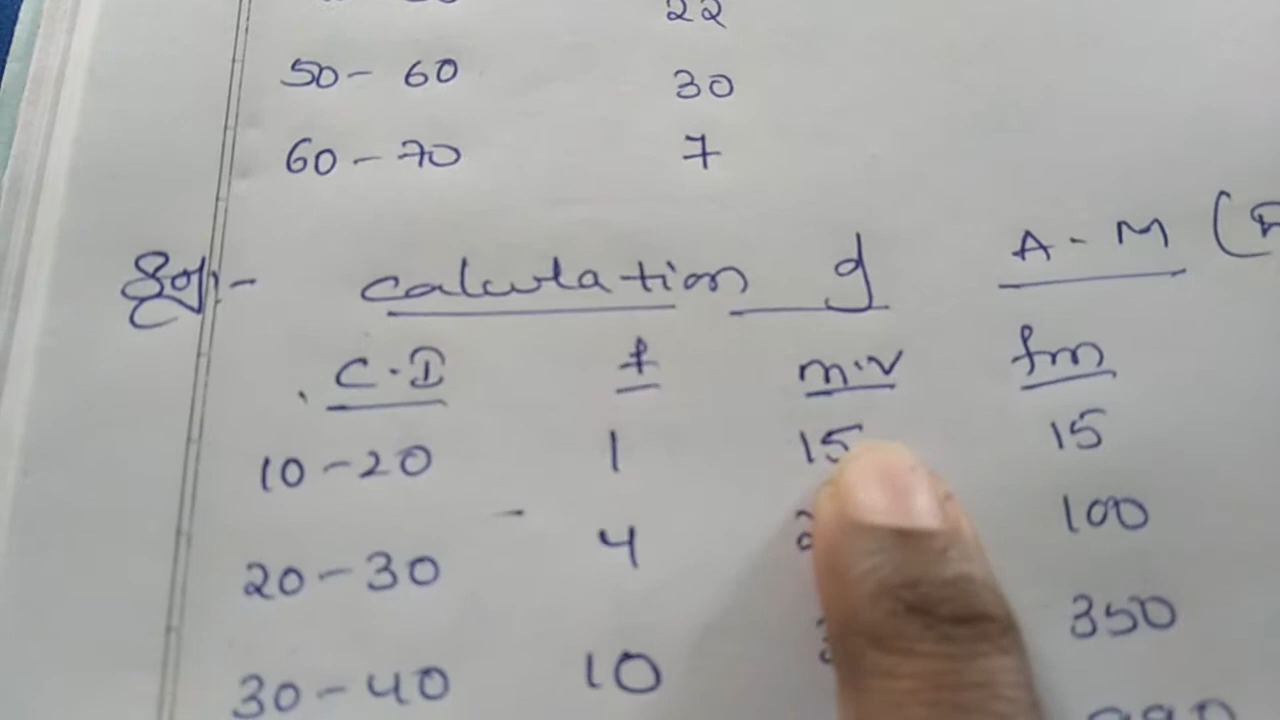 22
50 - 60 30
60 - 70 7
Calculation of A - M
C.I f m.v fm
10 - 20 1 15 15
20 - 30 4 100
30 - 40 10 350